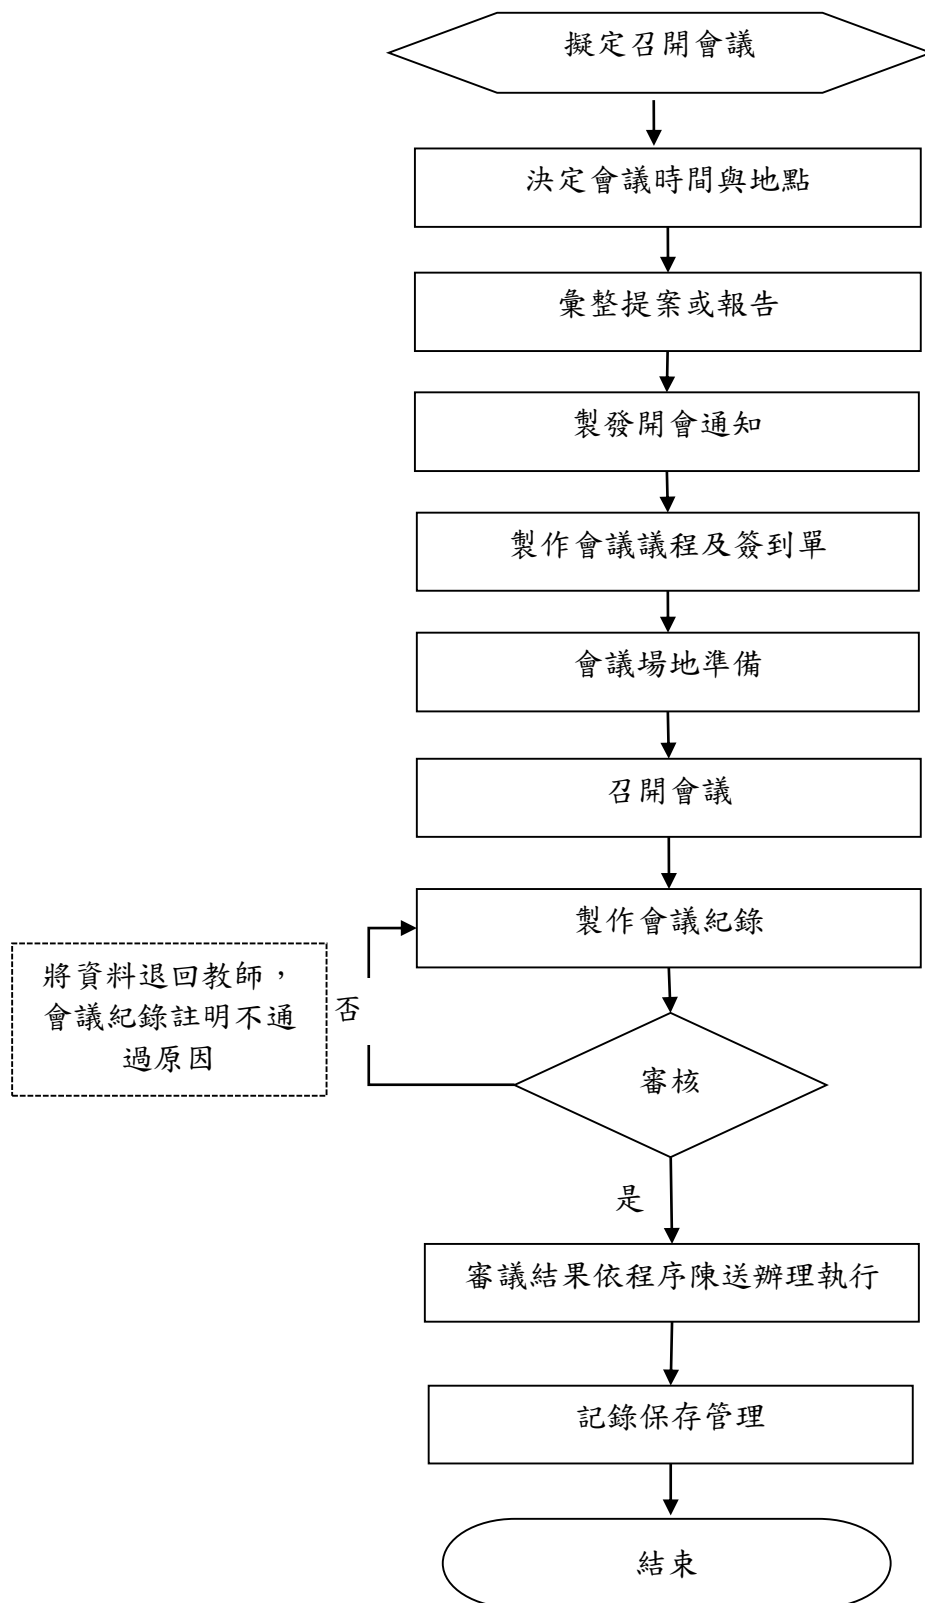 擬定召開會議
決定會議時間與地點
彙整提案或報告
製發開會通知
製作會議議程及簽到單
會議場地準備
召開會議
製作會議紀錄
將資料退回教師，
會議紀錄註明不通
過原因
否
審核
是
審議結果依程序陳送辦理執行
記錄保存管理
結束